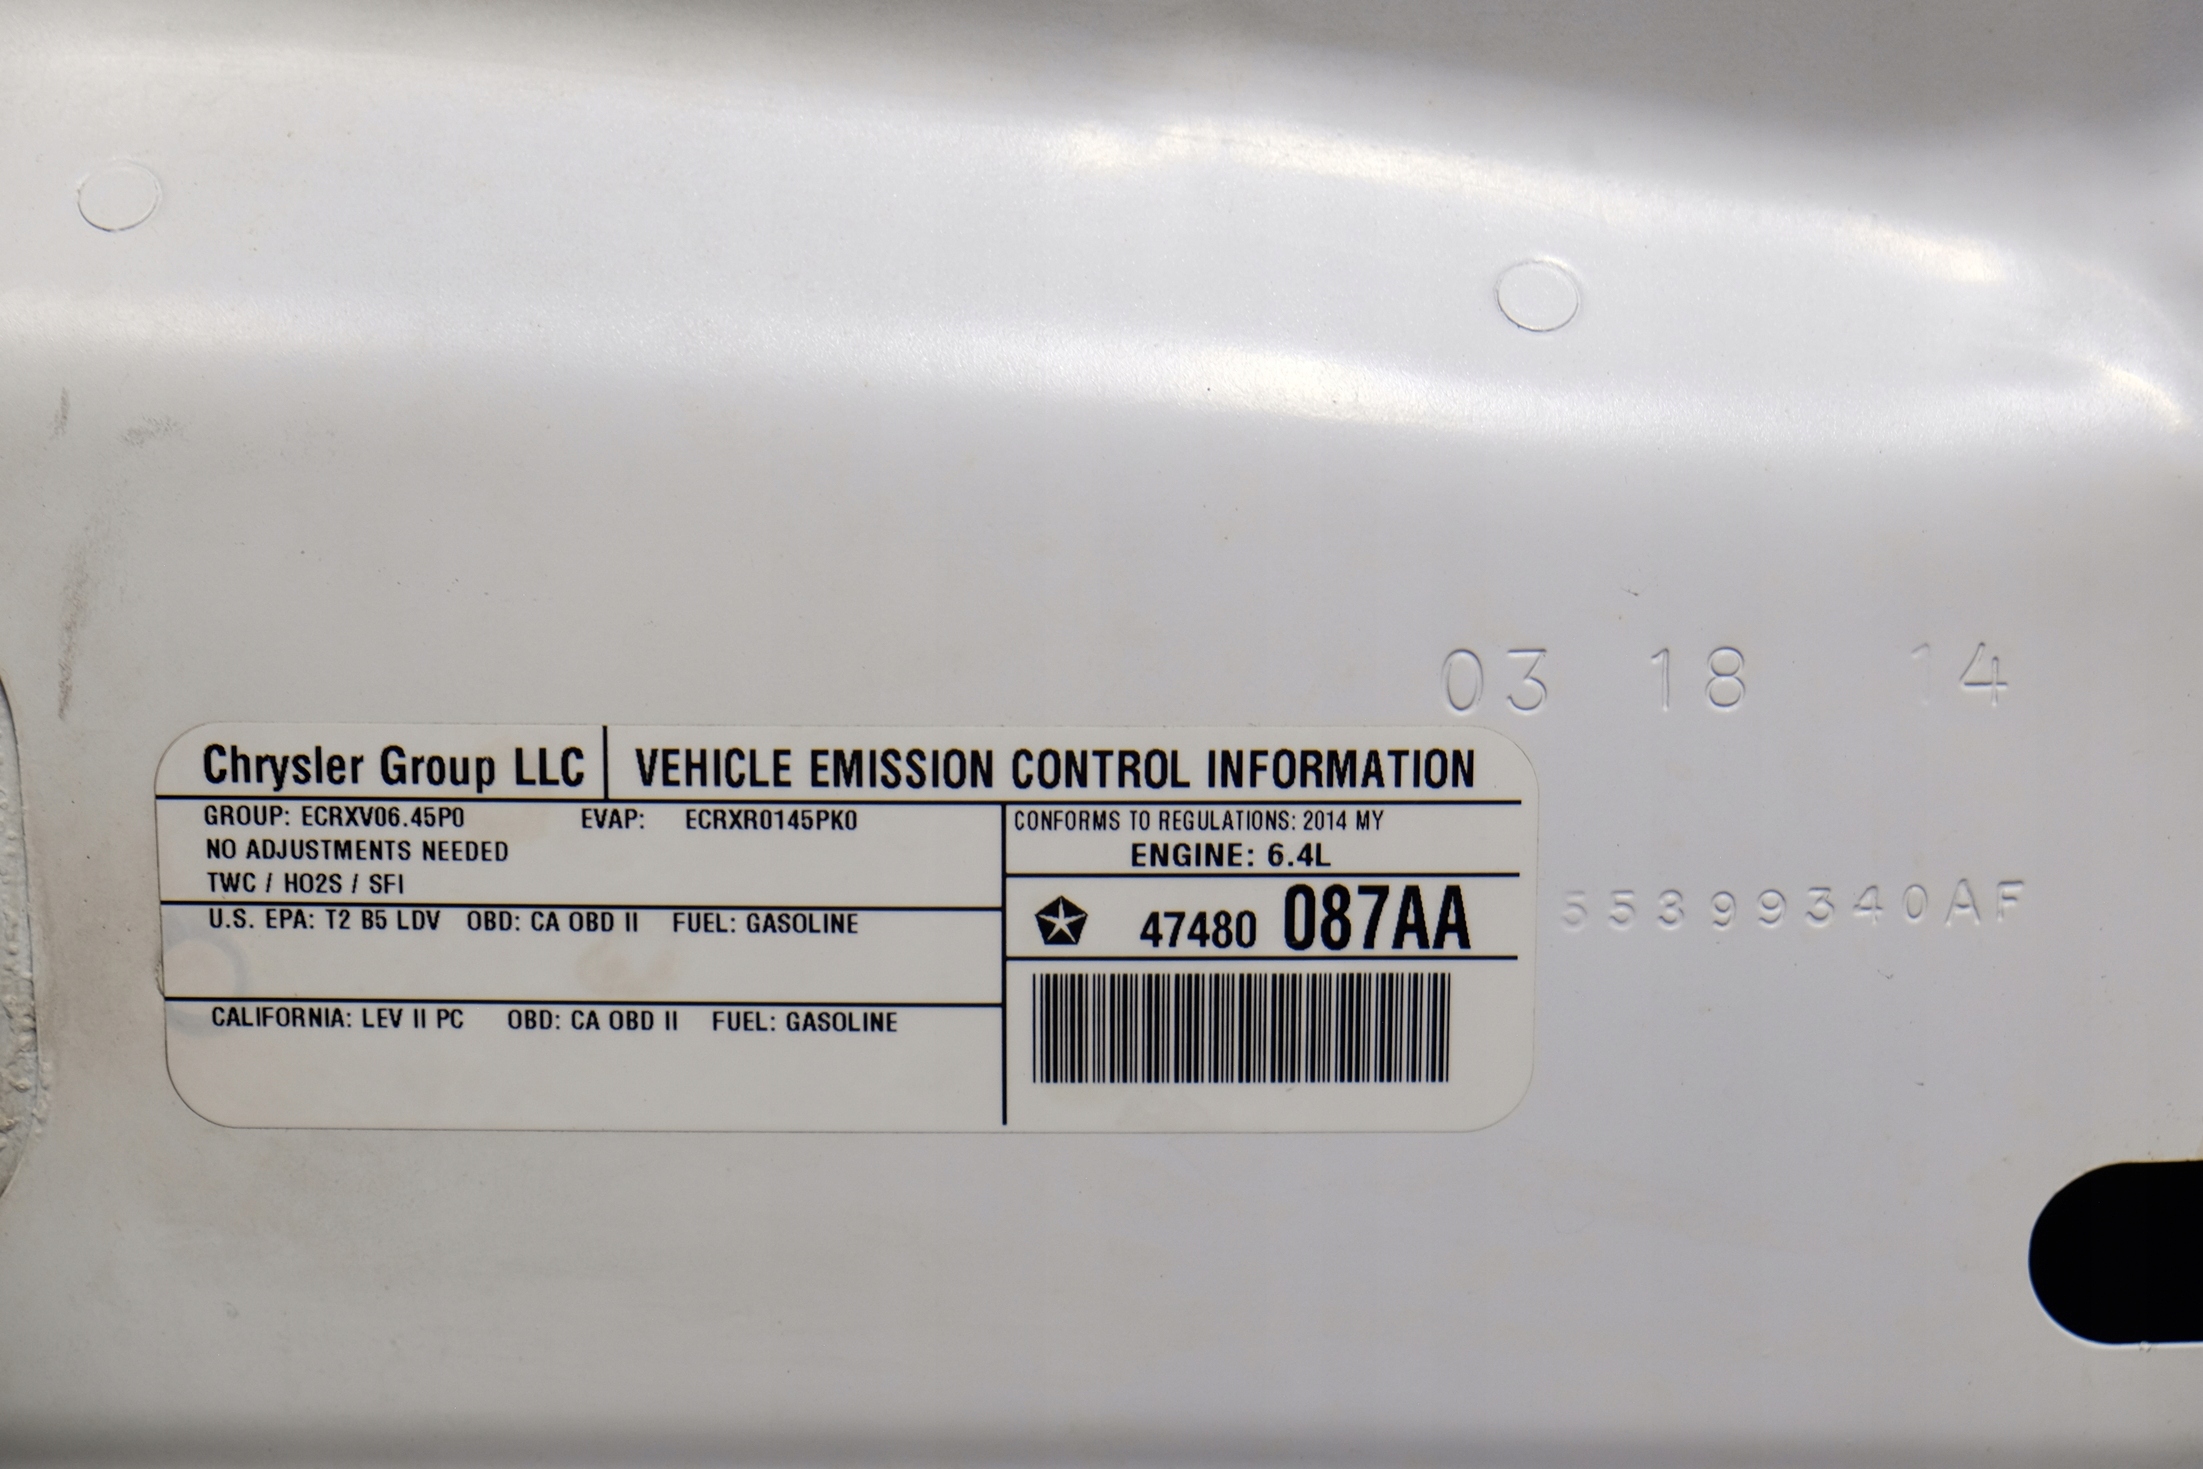 03 18 14
Chrysler Group LLC VEHICLE EMISSION CONTROL INFORMATION
GROUP: ECRXV06.45P0 EVAP: ECRXR0145PK0
NO ADJUSTMENTS NEEDED
TWC / HO2S / SFI
CONFORMS TO REGULATIONS: 2014 MY
ENGINE: 6.4L
U.S. EPA: T2 B5 LDV OBD: CA OBD II FUEL: GASOLINE
47480 087AA
55399340AF
CALIFORNIA: LEV II PC OBD: CA OBD II FUEL: GASOLINE